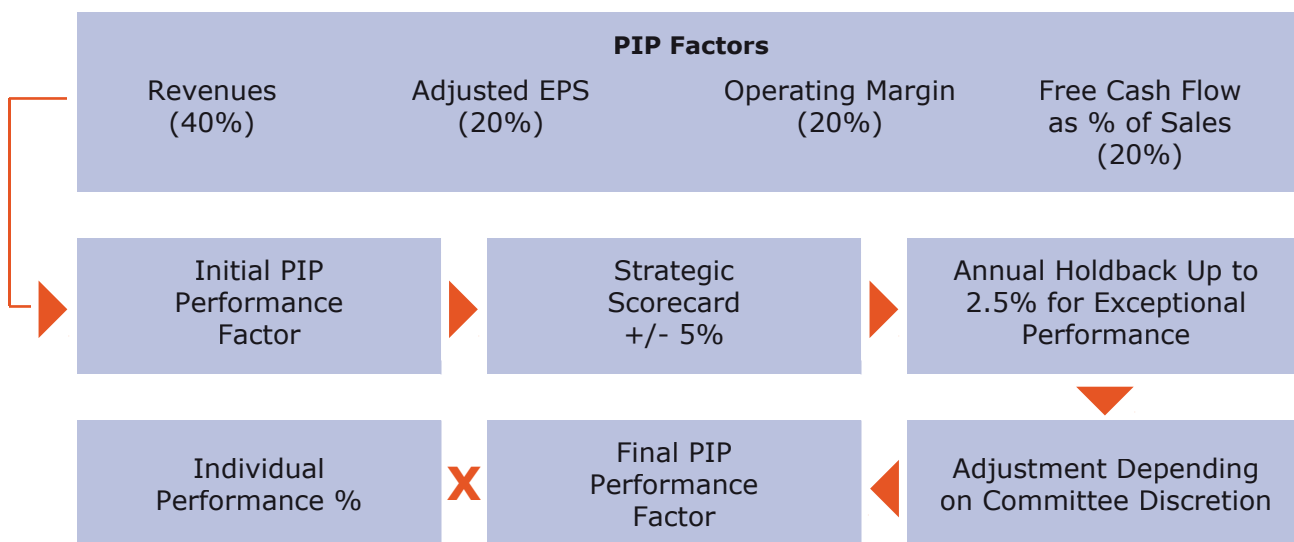 PIP Factors
Revenues
(40%)
Adjusted EPS
(20%)
Operating Margin
(20%)
Free Cash Flow
as % of Sales
(20%)
Initial PIP
Performance
Factor
Strategic
Scorecard
+/- 5%
Annual Holdback Up to
2.5% for Exceptional
Performance
Individual
Performance %
X
Final PIP
Performance
Factor
Adjustment Depending
on Committee Discretion